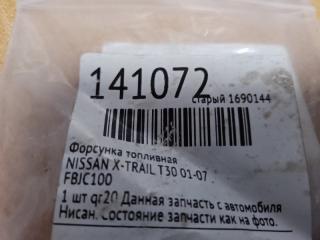 141072
старый 1690144
Форсунка топливная
NISSAN X-TRAIL T30 01-07
FBJC100
1 шт qr20 Данная запчасть с автомобиля
Нисан. Состояние запчасти как на фото.